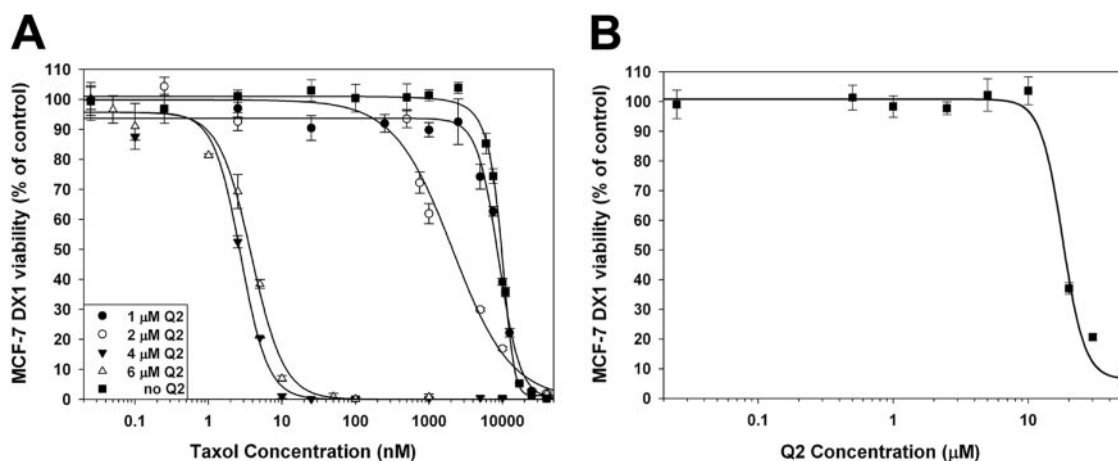 A
MCF-7 DX1 viability (% of control)
110
100
90
80
70
60
50
40
30
20
10
0
1 μM Q2
2 μM Q2
4 μM Q2
6 μM Q2
no Q2
0.1 1 10 100 1000 10000
Taxol Concentration (nM)
B
MCF-7 DX1 viability (% of control)
110
100
90
80
70
60
50
40
30
20
10
0
0.1 1 10
Q2 Concentration (μM)